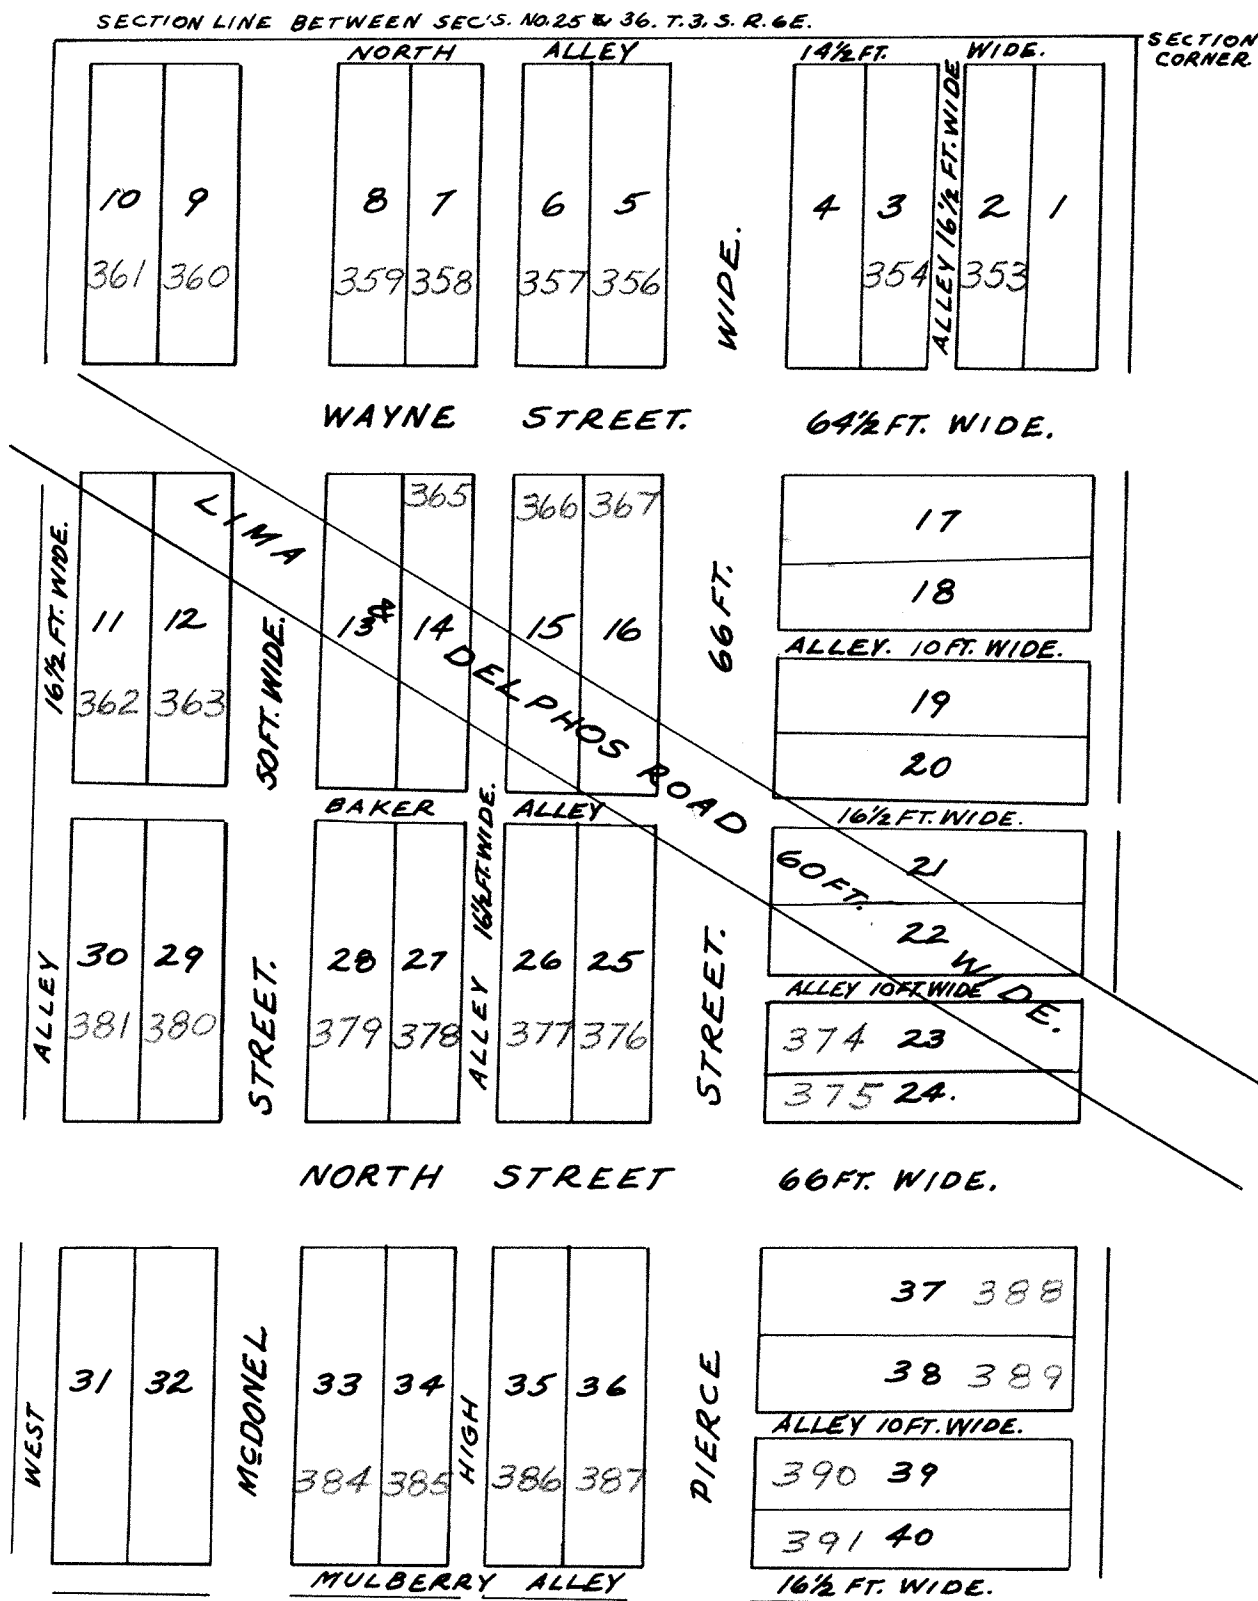 SECTION LINE BETWEEN SEC'S. NO. 25 & 36. T. 3. S. R. 6E.
SECTION CORNER
NORTH ALLEY 14½ FT. WIDE.
10 9 8 7 6 5 4 3 2 1
361 360 359 358 357 356 354 353
ALLEY 16½ FT. WIDE
WAYNE STREET. 64½ FT. WIDE.
365 366 367
17
18
11 12 13 14 15 16
362 363
ALLEY. 10 FT. WIDE.
19
20
LIMA & DELPHOS ROAD 60 FT. WIDE.
BAKER ALLEY 16½ FT. WIDE.
21
22
30 29 28 27 26 25
381 380 379 378 377 376
ALLEY 10 FT. WIDE
374 23
375 24.
NORTH STREET 66 FT. WIDE.
37 388
38 389
31 32 33 34 35 36
384 385 386 387
ALLEY 10 FT. WIDE.
390 39
391 40
MULBERRY ALLEY 16½ FT. WIDE.
WEST ALLEY 16½ FT. WIDE.
McDONEL STREET. 50 FT. WIDE.
HIGH ALLEY 16½ FT. WIDE.
PIERCE STREET. 66 FT. WIDE.